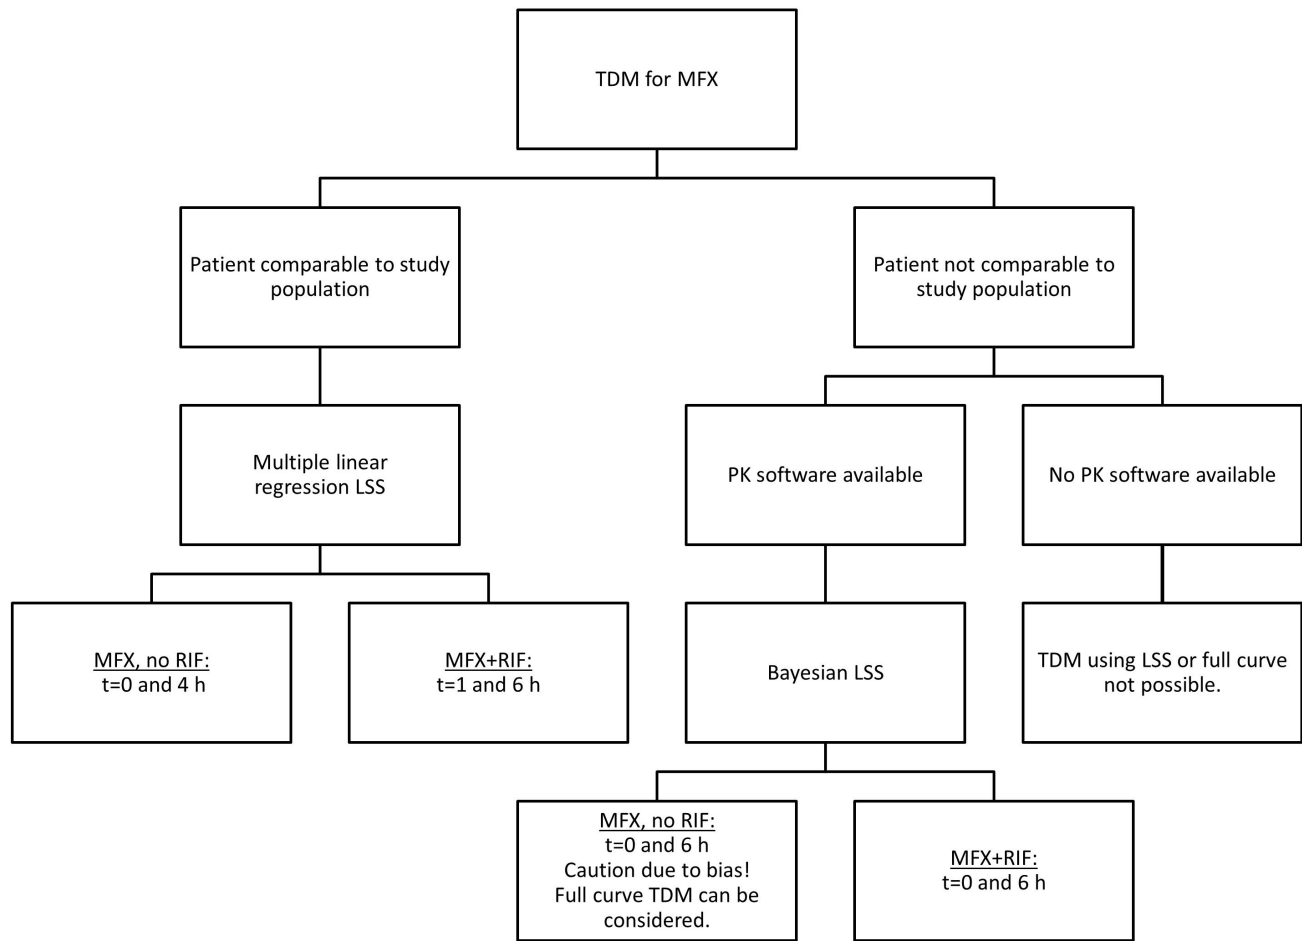 TDM for MFX
Patient comparable to study
population
Patient not comparable to
study population
Multiple linear
regression LSS
PK software available
No PK software available
MFX, no RIF:
t=0 and 4 h
MFX+RIF:
t=1 and 6 h
Bayesian LSS
TDM using LSS or full curve
not possible.
MFX, no RIF:
t=0 and 6 h
Caution due to bias!
Full curve TDM can be
considered.
MFX+RIF:
t=0 and 6 h